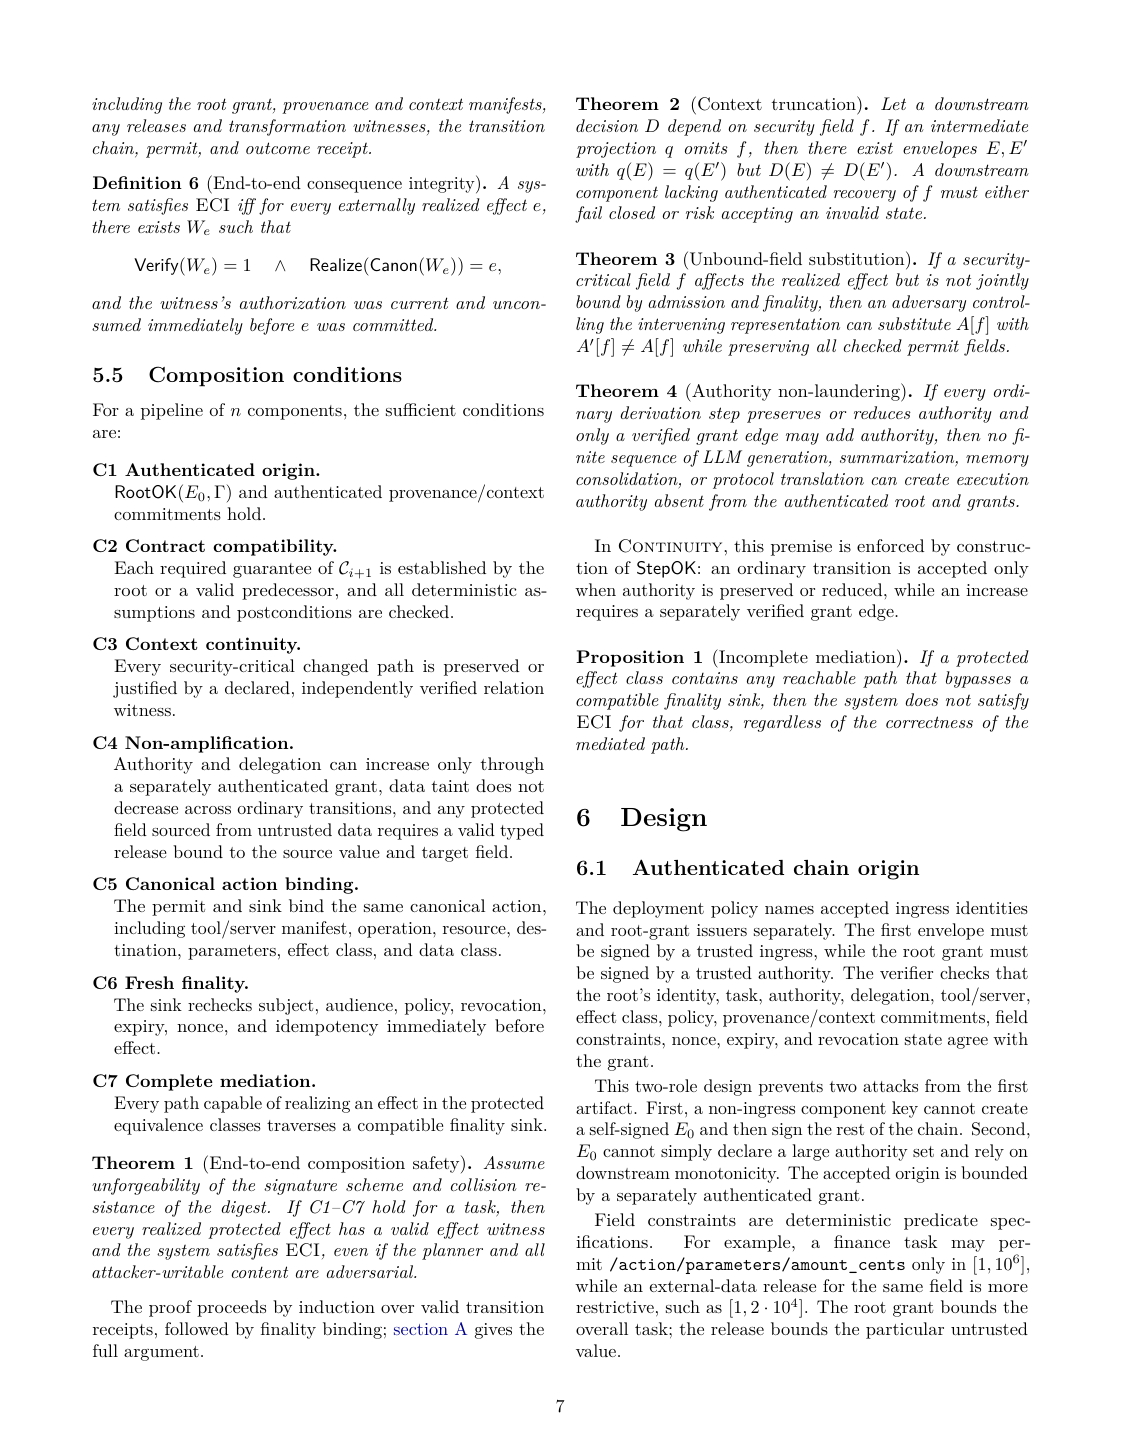 including the root grant, provenance and context manifests,
any releases and transformation witnesses, the transition
chain, permit, and outcome receipt.
Definition 6 (End-to-end consequence integrity). A sys-
tem satisfies ECI iff for every externally realized effect e,
there exists W_e such that
Verify(W_e) = 1 ∧ Realize(Canon(W_e)) = e,
and the witness's authorization was current and uncon-
sumed immediately before e was committed.
5.5 Composition conditions
For a pipeline of n components, the sufficient conditions
are:
C1 Authenticated origin.
RootOK(E_0, Γ) and authenticated provenance/context
commitments hold.
C2 Contract compatibility.
Each required guarantee of C_{i+1} is established by the
root or a valid predecessor, and all deterministic as-
sumptions and postconditions are checked.
C3 Context continuity.
Every security-critical changed path is preserved or
justified by a declared, independently verified relation
witness.
C4 Non-amplification.
Authority and delegation can increase only through
a separately authenticated grant, data taint does not
decrease across ordinary transitions, and any protected
field sourced from untrusted data requires a valid typed
release bound to the source value and target field.
C5 Canonical action binding.
The permit and sink bind the same canonical action,
including tool/server manifest, operation, resource, des-
tination, parameters, effect class, and data class.
C6 Fresh finality.
The sink rechecks subject, audience, policy, revocation,
expiry, nonce, and idempotency immediately before
effect.
C7 Complete mediation.
Every path capable of realizing an effect in the protected
equivalence classes traverses a compatible finality sink.
Theorem 1 (End-to-end composition safety). Assume
unforgeability of the signature scheme and collision re-
sistance of the digest. If C1–C7 hold for a task, then
every realized protected effect has a valid effect witness
and the system satisfies ECI, even if the planner and all
attacker-writable content are adversarial.
The proof proceeds by induction over valid transition
receipts, followed by finality binding; section A gives the
full argument.
Theorem 2 (Context truncation). Let a downstream
decision D depend on security field f. If an intermediate
projection q omits f, then there exist envelopes E, E′
with q(E) = q(E′) but D(E) ≠ D(E′). A downstream
component lacking authenticated recovery of f must either
fail closed or risk accepting an invalid state.
Theorem 3 (Unbound-field substitution). If a security-
critical field f affects the realized effect but is not jointly
bound by admission and finality, then an adversary control-
ling the intervening representation can substitute A[f] with
A′[f] ≠ A[f] while preserving all checked permit fields.
Theorem 4 (Authority non-laundering). If every ordi-
nary derivation step preserves or reduces authority and
only a verified grant edge may add authority, then no fi-
nite sequence of LLM generation, summarization, memory
consolidation, or protocol translation can create execution
authority absent from the authenticated root and grants.
In CONTINUITY, this premise is enforced by construc-
tion of StepOK: an ordinary transition is accepted only
when authority is preserved or reduced, while an increase
requires a separately verified grant edge.
Proposition 1 (Incomplete mediation). If a protected
effect class contains any reachable path that bypasses a
compatible finality sink, then the system does not satisfy
ECI for that class, regardless of the correctness of the
mediated path.
6 Design
6.1 Authenticated chain origin
The deployment policy names accepted ingress identities
and root-grant issuers separately. The first envelope must
be signed by a trusted ingress, while the root grant must
be signed by a trusted authority. The verifier checks that
the root's identity, task, authority, delegation, tool/server,
effect class, policy, provenance/context commitments, field
constraints, nonce, expiry, and revocation state agree with
the grant.
This two-role design prevents two attacks from the first
artifact. First, a non-ingress component key cannot create
a self-signed E_0 and then sign the rest of the chain. Second,
E_0 cannot simply declare a large authority set and rely on
downstream monotonicity. The accepted origin is bounded
by a separately authenticated grant.
Field constraints are deterministic predicate spec-
ifications. For example, a finance task may per-
mit /action/parameters/amount_cents only in [1, 10^6],
while an external-data release for the same field is more
restrictive, such as [1, 2 · 10^4]. The root grant bounds the
overall task; the release bounds the particular untrusted
value.
7